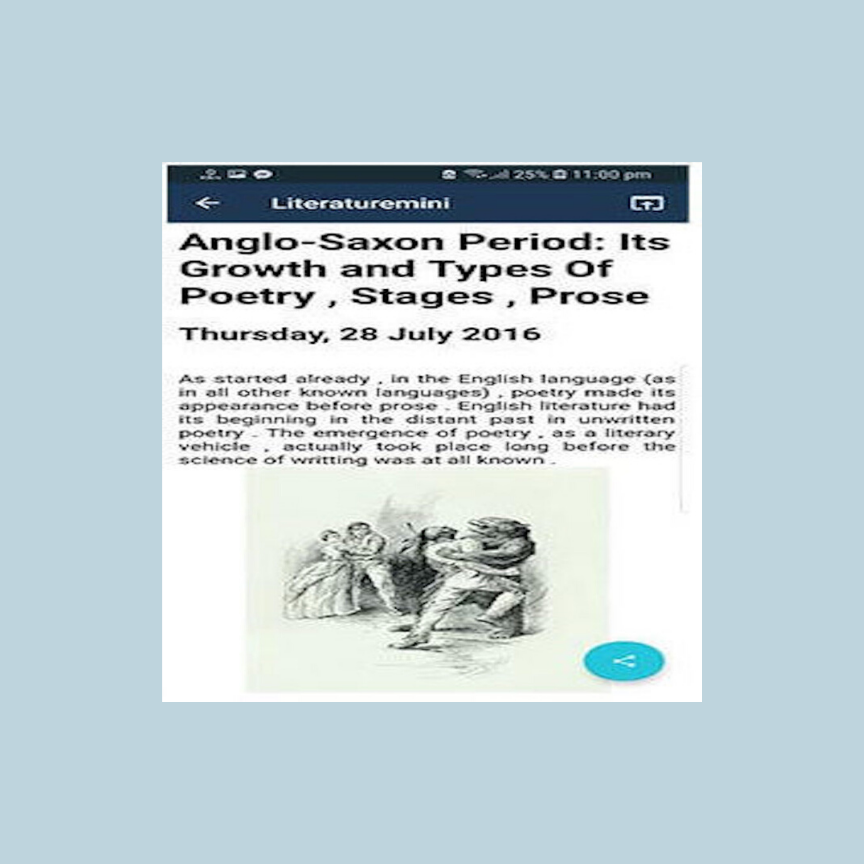 25% 11:00 pm
Literaturemini
Anglo-Saxon Period: Its
Growth and Types Of
Poetry , Stages , Prose
Thursday, 28 July 2016
As started already , in the English language (as
in all other known languages) , poetry made its
appearance before prose . English literature had
its beginning in the distant past in unwritten
poetry . The emergence of poetry , as a literary
vehicle , actually took place long before the
science of writting was at all known .